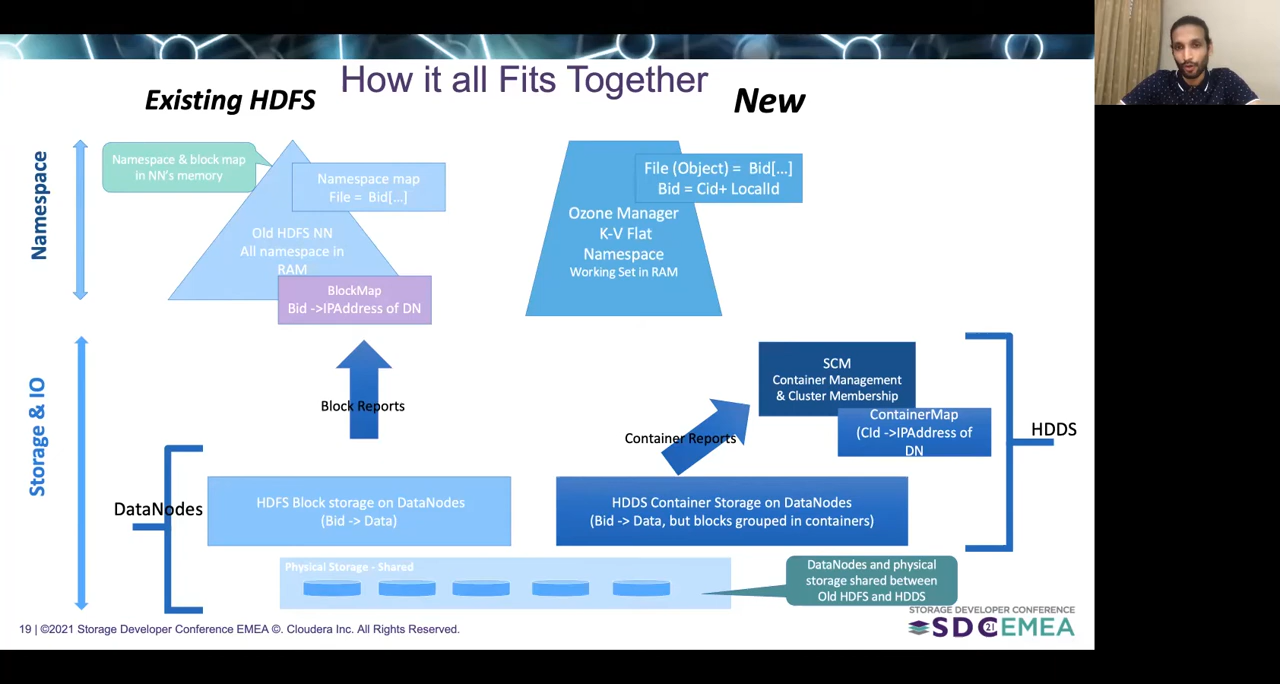 How it all Fits Together
Existing HDFS
New
Namespace
Namespace & block map
in NN's memory
Namespace map
File = Bid[...]
Old HDFS NN
All namespace in
RAM
BlockMap
Bid ->IPAddress of DN
File (Object) = Bid[...]
Bid = Cid+ LocalId
Ozone Manager
K-V Flat
Namespace
Working Set in RAM
Storage & IO
Block Reports
Container Reports
SCM
Container Management
& Cluster Membership
ContainerMap
(CId ->IPAddress of
DN
HDDS
DataNodes
HDFS Block storage on DataNodes
(Bid -> Data)
HDDS Container Storage on DataNodes
(Bid -> Data, but blocks grouped in containers)
Physical Storage - Shared
DataNodes and physical
storage shared between
Old HDFS and HDDS
19 | ©2021 Storage Developer Conference EMEA ©. Cloudera Inc. All Rights Reserved.
STORAGE DEVELOPER CONFERENCE
SDC 21 EMEA